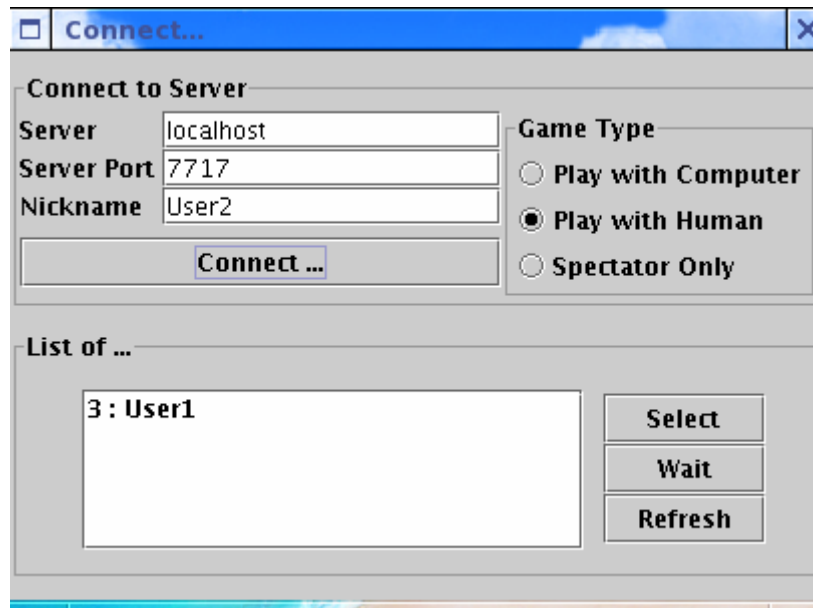 Connect...
Connect to Server
Server localhost
Server Port 7717
Nickname User2
Connect ...
Game Type
Play with Computer
Play with Human
Spectator Only
List of ...
3 : User1
Select
Wait
Refresh